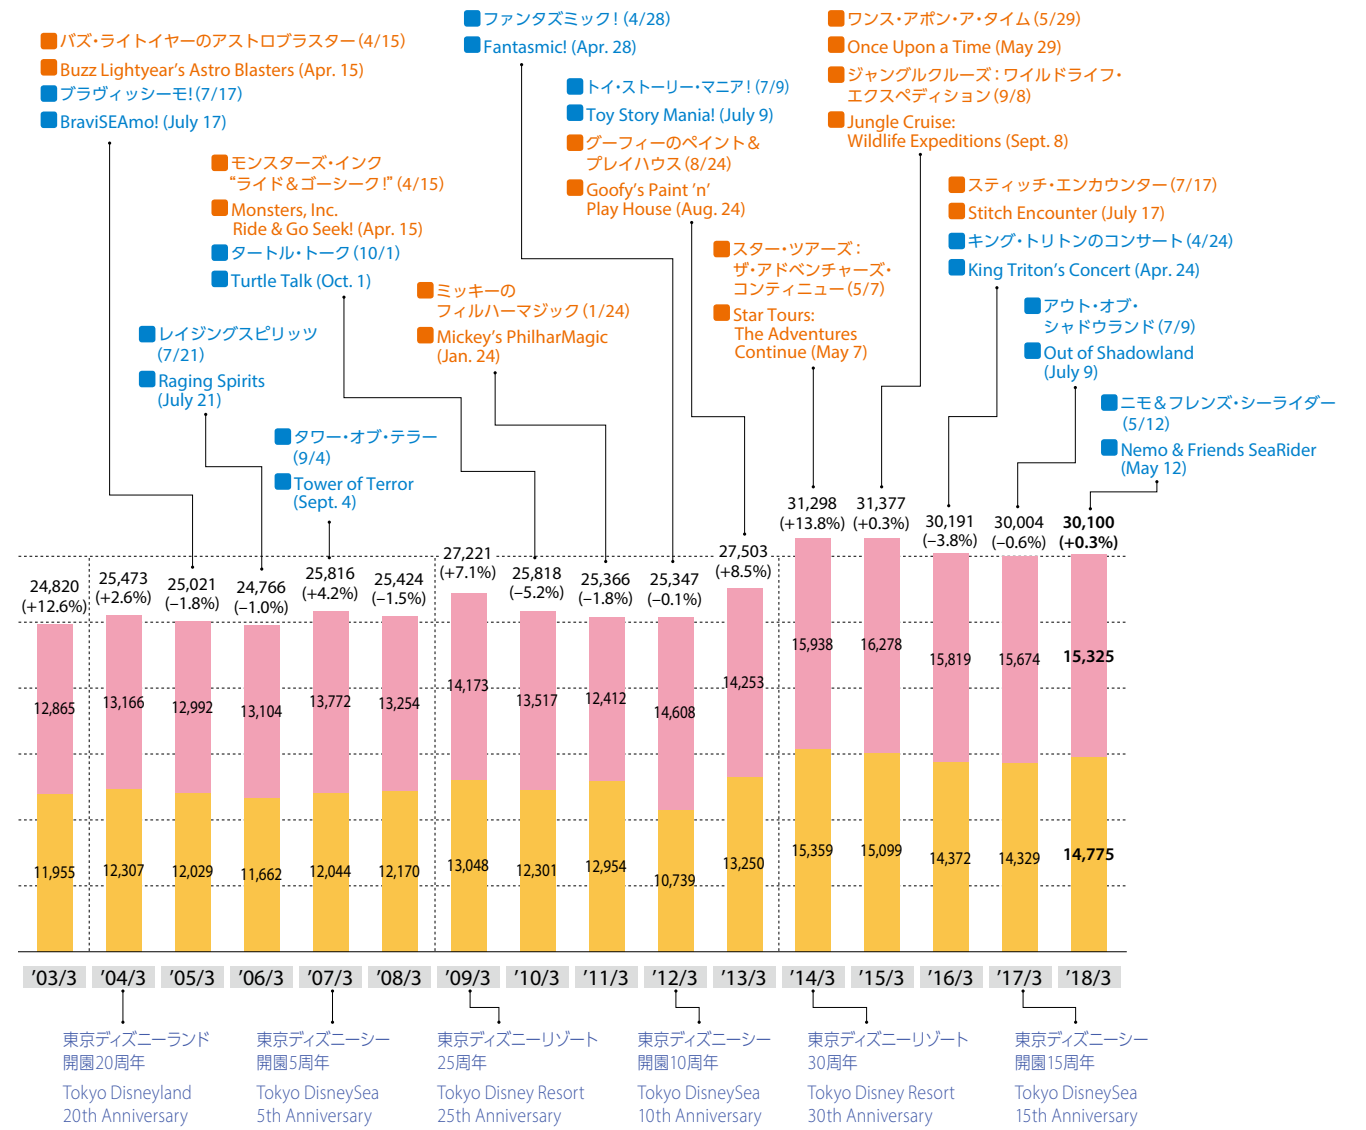 バズ・ライトイヤーのアストロブラスター(4/15)
Buzz Lightyear's Astro Blasters (Apr. 15)
ブラヴィッシーモ!(7/17)
BraviSEAmo! (July 17)
モンスターズ・インク
“ライド＆ゴーシーク!”(4/15)
Monsters, Inc.
Ride & Go Seek! (Apr. 15)
タートル・トーク(10/1)
Turtle Talk (Oct. 1)
レイジングスピリッツ
(7/21)
Raging Spirits
(July 21)
タワー・オブ・テラー
(9/4)
Tower of Terror
(Sept. 4)
ファンタズミック!(4/28)
Fantasmic! (Apr. 28)
ミッキーの
フィルハーマジック(1/24)
Mickey's PhilharMagic
(Jan. 24)
トイ・ストーリー・マニア!(7/9)
Toy Story Mania! (July 9)
グーフィーのペイント＆
プレイハウス(8/24)
Goofy's Paint 'n'
Play House (Aug. 24)
スター・ツアーズ:
ザ・アドベンチャーズ・
コンティニュー(5/7)
Star Tours:
The Adventures
Continue (May 7)
ワンス・アポン・ア・タイム(5/29)
Once Upon a Time (May 29)
ジャングルクルーズ:ワイルドライフ・
エクスペディション(9/8)
Jungle Cruise:
Wildlife Expeditions (Sept. 8)
スティッチ・エンカウンター(7/17)
Stitch Encounter (July 17)
キング・トリトンのコンサート(4/24)
King Triton's Concert (Apr. 24)
アウト・オブ・
シャドウランド(7/9)
Out of Shadowland
(July 9)
ニモ＆フレンズ・シーライダー
(5/12)
Nemo & Friends SeaRider
(May 12)
24,820
(+12.6%)
25,473
(+2.6%)
25,021
(–1.8%)
24,766
(–1.0%)
25,816
(+4.2%)
25,424
(–1.5%)
27,221
(+7.1%)
25,818
(–5.2%)
25,366
(–1.8%)
25,347
(–0.1%)
27,503
(+8.5%)
31,298
(+13.8%)
31,377
(+0.3%)
30,191
(–3.8%)
30,004
(–0.6%)
30,100
(+0.3%)
12,865 13,166 12,992 13,104 13,772 13,254 14,173 13,517 12,412 14,608 14,253 15,938 16,278 15,819 15,674 15,325
11,955 12,307 12,029 11,662 12,044 12,170 13,048 12,301 12,954 10,739 13,250 15,359 15,099 14,372 14,329 14,775
’03/3 ’04/3 ’05/3 ’06/3 ’07/3 ’08/3 ’09/3 ’10/3 ’11/3 ’12/3 ’13/3 ’14/3 ’15/3 ’16/3 ’17/3 ’18/3
東京ディズニーランド
開園20周年
Tokyo Disneyland
20th Anniversary
東京ディズニーシー
開園5周年
Tokyo DisneySea
5th Anniversary
東京ディズニーリゾート
25周年
Tokyo Disney Resort
25th Anniversary
東京ディズニーシー
開園10周年
Tokyo DisneySea
10th Anniversary
東京ディズニーリゾート
30周年
Tokyo Disney Resort
30th Anniversary
東京ディズニーシー
開園15周年
Tokyo DisneySea
15th Anniversary